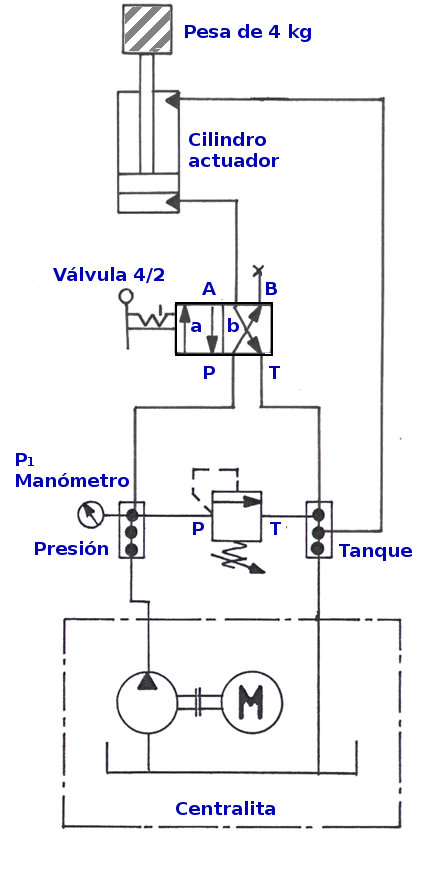 Pesa de 4 kg
Cilindro
actuador
Válvula 4/2
A
B
a
b
P
T
P₁
Manómetro
P
T
Presión
Tanque
M
Centralita